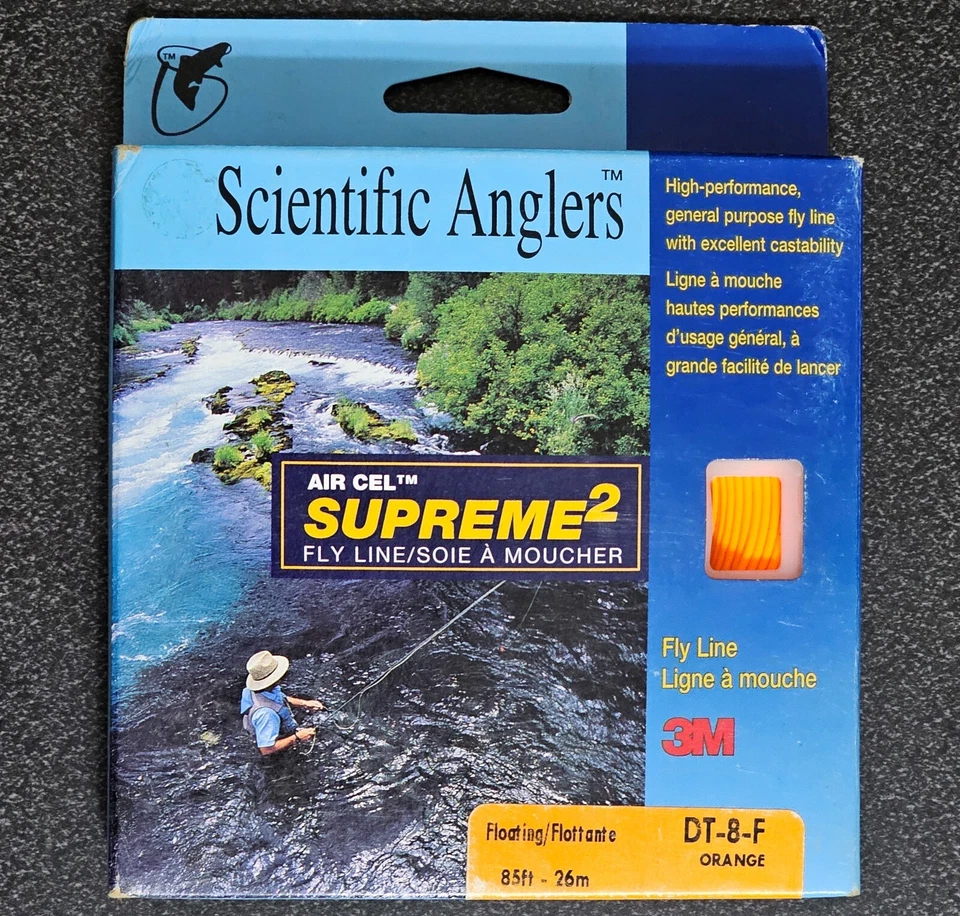 TM
Scientific Anglers™
High-performance,
general purpose fly line
with excellent castability
Ligne à mouche
hautes performances
d'usage général, à
grande facilité de lancer
AIR CEL™
SUPREME²
FLY LINE/SOIE À MOUCHER
Fly Line
Ligne à mouche
3M
Floating/Flottante
DT-8-F
ORANGE
85ft - 26m